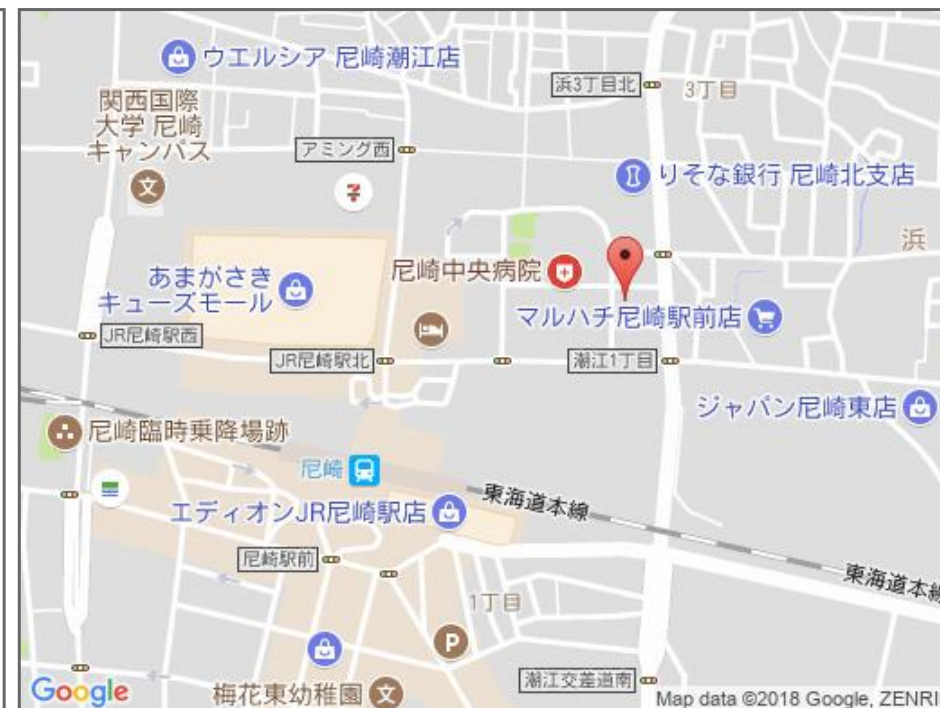 ウエルシア 尼崎潮江店
浜3丁目北
3丁目
関西国際
大学 尼崎
キャンパス
アミング西
りそな銀行 尼崎北支店
浜
尼崎中央病院
あまがさき
キューズモール
マルハチ尼崎駅前店
JR尼崎駅西
JR尼崎駅北
潮江1丁目
ジャパン尼崎東店
尼崎臨時乗降場跡
尼崎
東海道本線
エディオンJR尼崎駅店
尼崎駅前
東海道本線
1丁目
潮江交差道南
梅花東幼稚園
P
Google
Map data ©2018 Google, ZENRI